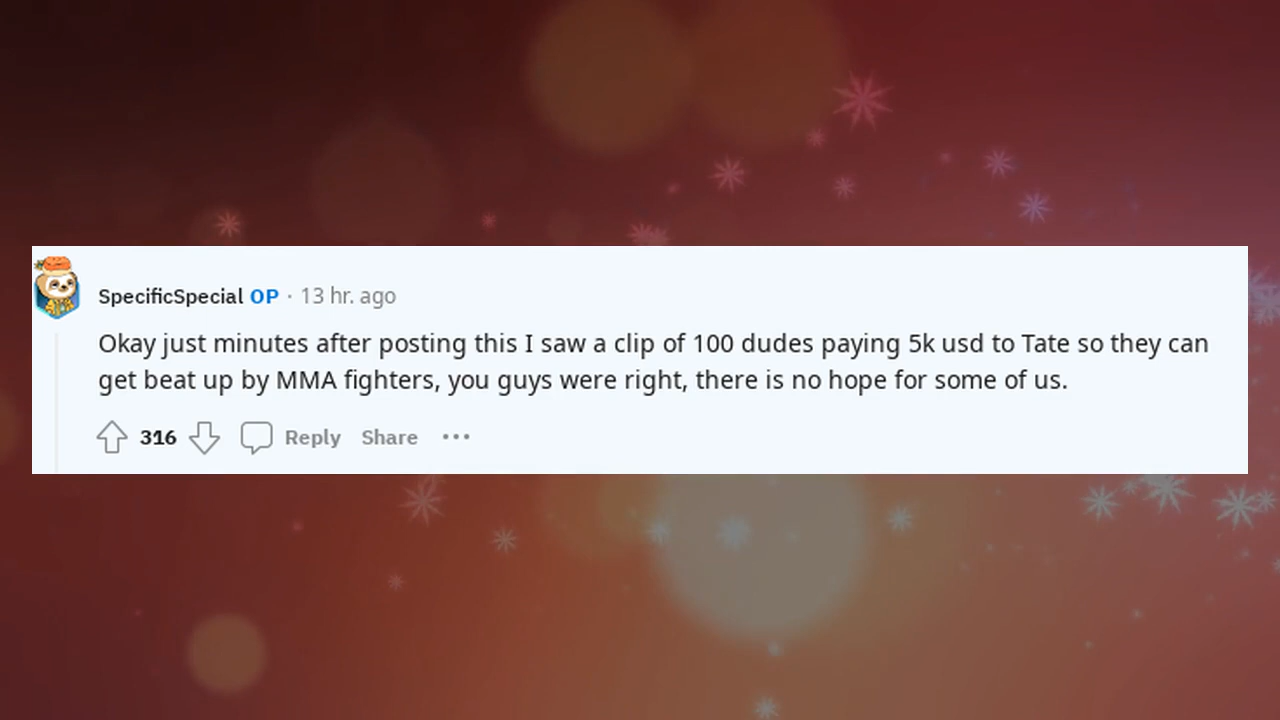 SpecificSpecial OP · 13 hr. ago
Okay just minutes after posting this I saw a clip of 100 dudes paying 5k usd to Tate so they can
get beat up by MMA fighters, you guys were right, there is no hope for some of us.
316 Reply Share ···